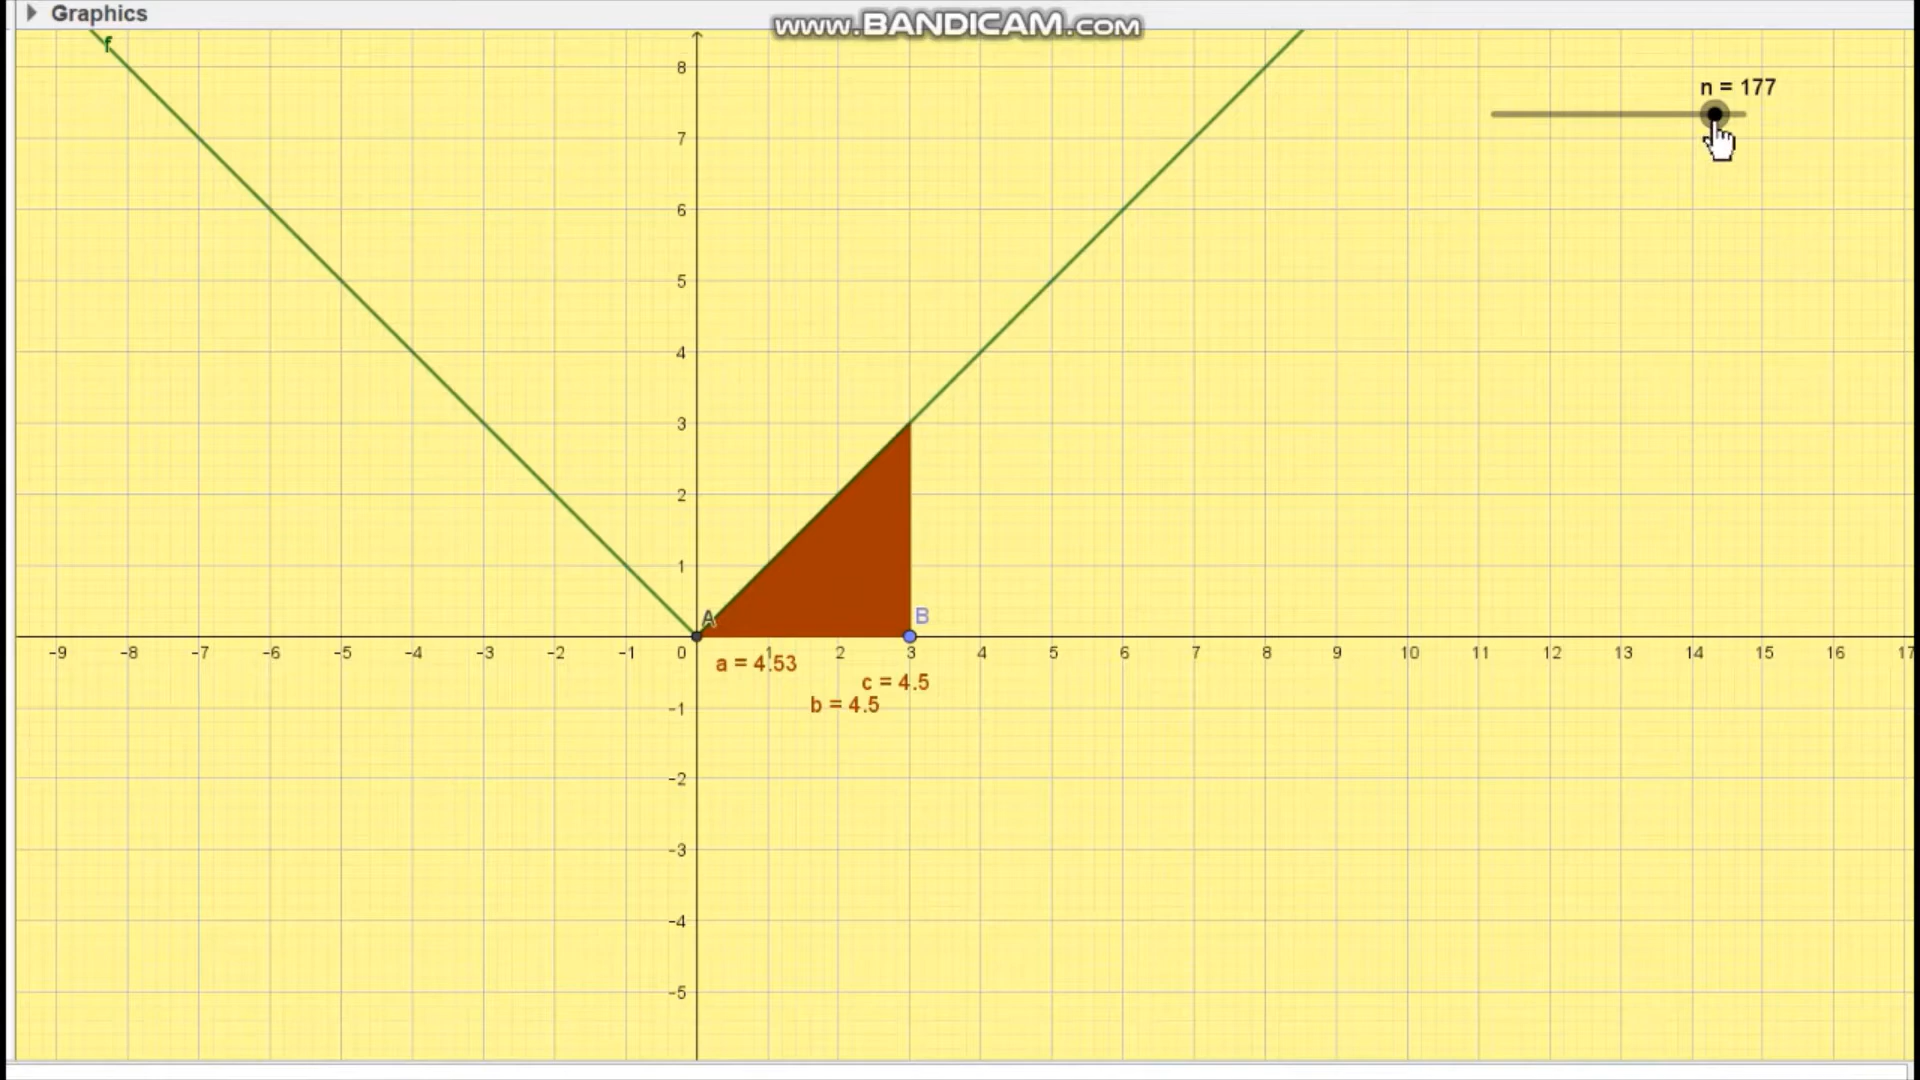 Graphics
www.BANDICAM.com
f
n = 177
8
7
6
5
4
3
2
1
A
B
-9 -8 -7 -6 -5 -4 -3 -2 -1 0 1 2 3 4 5 6 7 8 9 10 11 12 13 14 15 16 17
a = 4.53
c = 4.5
b = 4.5
-1
-2
-3
-4
-5